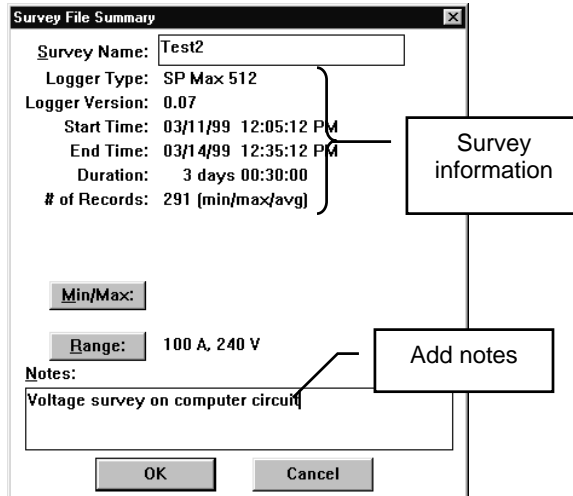 Survey File Summary
Survey Name: Test2
Logger Type: SP Max 512
Logger Version: 0.07
Start Time: 03/11/99 12:05:12 PM
End Time: 03/14/99 12:35:12 PM
Duration: 3 days 00:30:00
# of Records: 291 (min/max/avg)
Survey
information
Min/Max:
Range: 100 A, 240 V
Add notes
Notes:
Voltage survey on computer circuit
OK Cancel